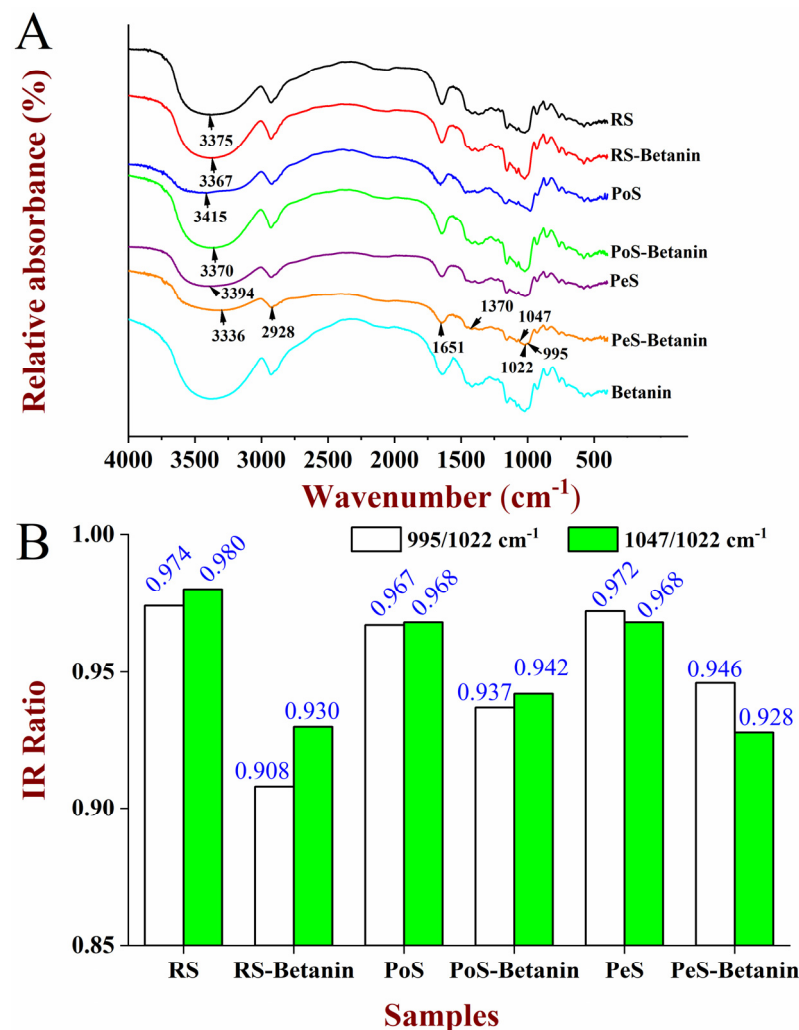 A
Relative absorbance (%)
RS
3375
RS-Betanin
3367
PoS
3415
PoS-Betanin
3370
PeS
3394
1370
1047
3336
2928
1651
PeS-Betanin
1022
995
Betanin
4000 3500 3000 2500 2000 1500 1000 500
Wavenumber (cm⁻¹)
B
1.00
995/1022 cm⁻¹
1047/1022 cm⁻¹
0.974
0.980
0.967
0.968
0.972
0.968
0.95
0.937
0.942
0.946
0.930
0.928
0.908
IR Ratio
0.90
0.85
RS RS-Betanin PoS PoS-Betanin PeS PeS-Betanin
Samples